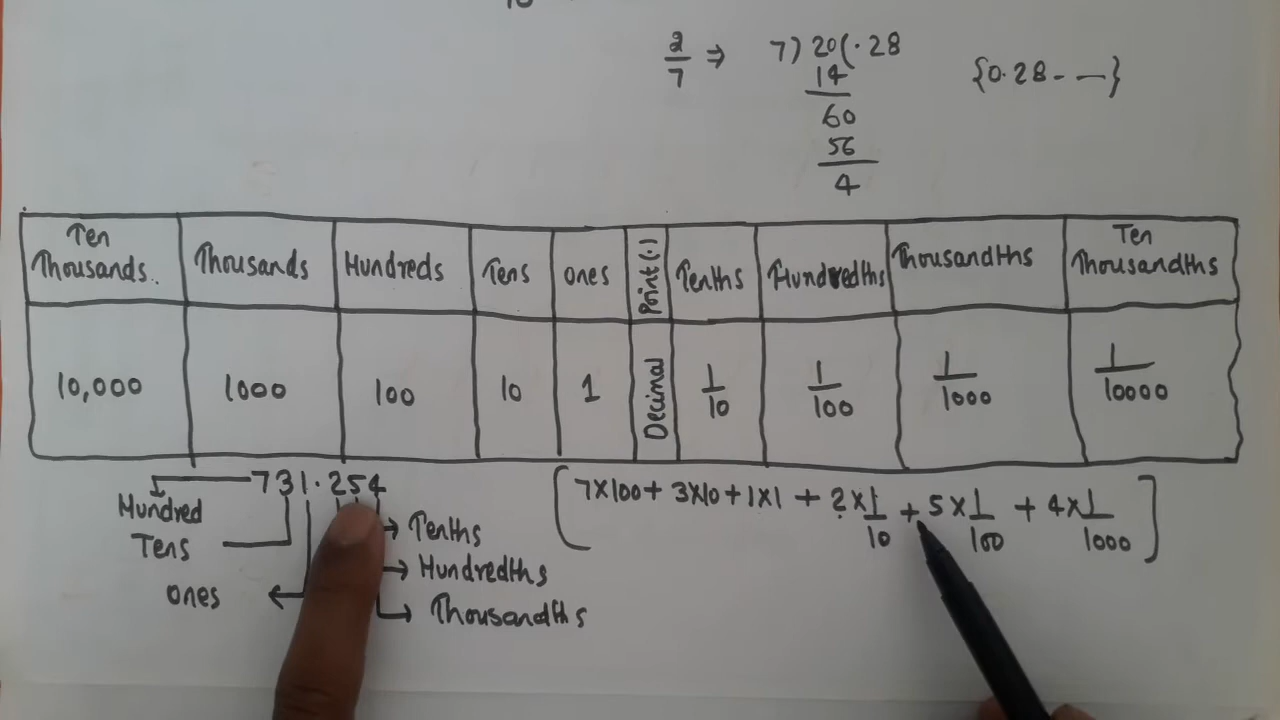 2/7 ⇒ 7) 20(.28
14
60
56
4
{0.28- —}
Ten Thousands. Thousands Hundreds Tens ones Point(.) Tenths Hundredths Thousandths Ten Thousandths
10,000 1000 100 10 1 Decimal 1/10 1/100 1/1000 1/10000
731.254
Hundred
Tens
ones
Tenths
Hundredths
Thousandths
[7×100+ 3×10+1×1 + 2×1/10 + 5×1/100 + 4×1/1000]